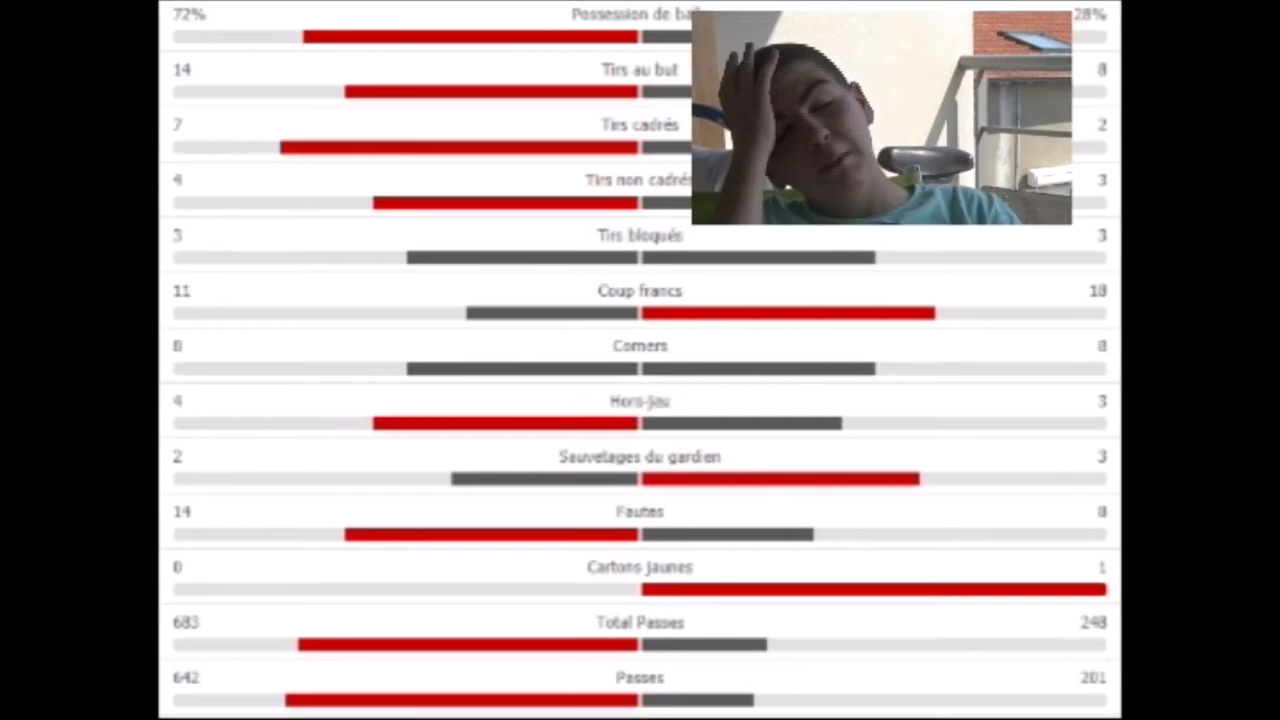 72% Possession de 28%
14 Tirs au but 8
7 Tirs cadrés 2
4 Tirs non cadrés 3
3 Tirs bloqués 3
11 Coup francs 18
8 Corners 8
4 Hors-jeu 3
2 Sauvetages du gardien 3
14 Fautes 8
0 Cartons jaunes 1
683 Total Passes 248
642 Passes 201